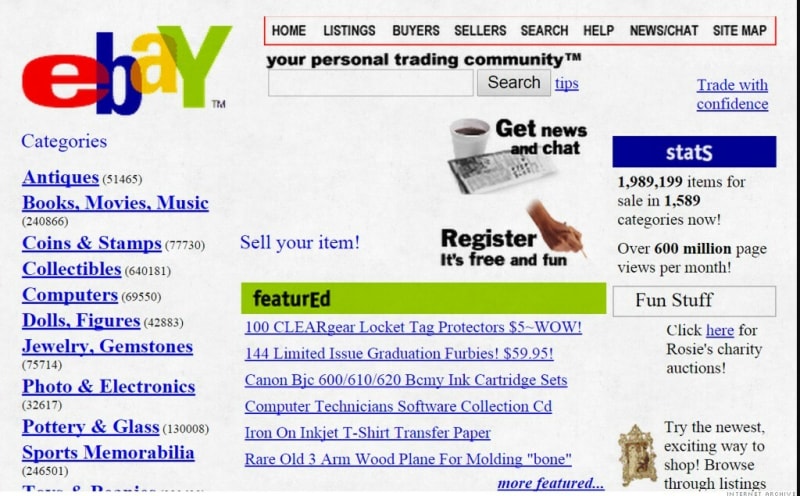 ebaY™
HOME LISTINGS BUYERS SELLERS SEARCH HELP NEWS/CHAT SITE MAP
your personal trading community™
Search tips
Trade with
confidence
Categories
Antiques (51465)
Books, Movies, Music
(240866)
Coins & Stamps (77730)
Collectibles (640181)
Computers (69550)
Dolls, Figures (42883)
Jewelry, Gemstones
(75714)
Photo & Electronics
(32617)
Pottery & Glass (130008)
Sports Memorabilia
(246501)
Get news
and chat
Sell your item!
Register
It's free and fun
featurEd
100 CLEARgear Locket Tag Protectors $5~WOW!
144 Limited Issue Graduation Furbies! $59.95!
Canon Bjc 600/610/620 Bcmy Ink Cartridge Sets
Computer Technicians Software Collection Cd
Iron On Inkjet T-Shirt Transfer Paper
Rare Old 3 Arm Wood Plane For Molding "bone"
more featured...
statS
1,989,199 items for
sale in 1,589
categories now!
Over 600 million page
views per month!
Fun Stuff
Click here for
Rosie's charity
auctions!
Try the newest,
exciting way to
shop! Browse
through listings
INTERNET ARCHIVE